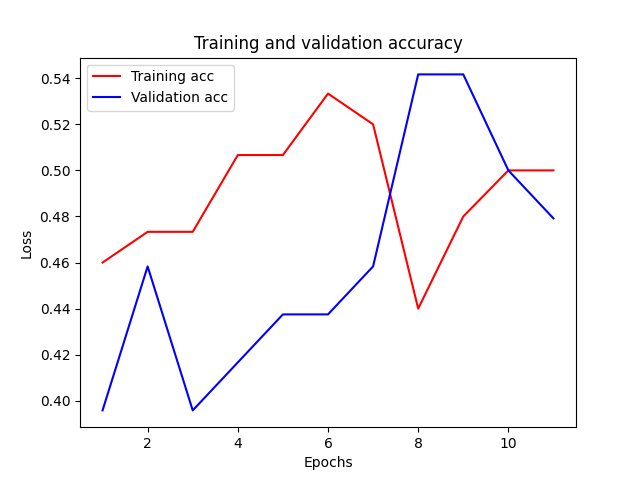 Training and validation accuracy
Training acc
Validation acc
0.54
0.52
0.50
0.48
0.46
0.44
0.42
0.40
Loss
2
4
6
8
10
Epochs